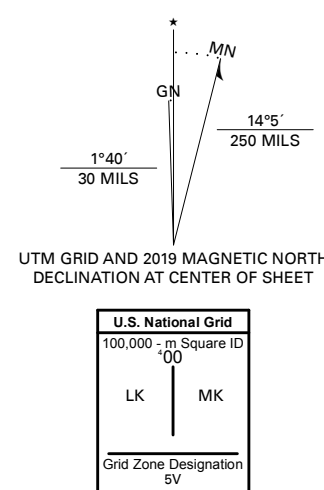 ★
MN
GN
14°5´
250 MILS
1°40´
30 MILS
UTM GRID AND 2019 MAGNETIC NORTH
DECLINATION AT CENTER OF SHEET
U.S. National Grid
100,000 - m Square ID
⁴00
LK MK
Grid Zone Designation
5V